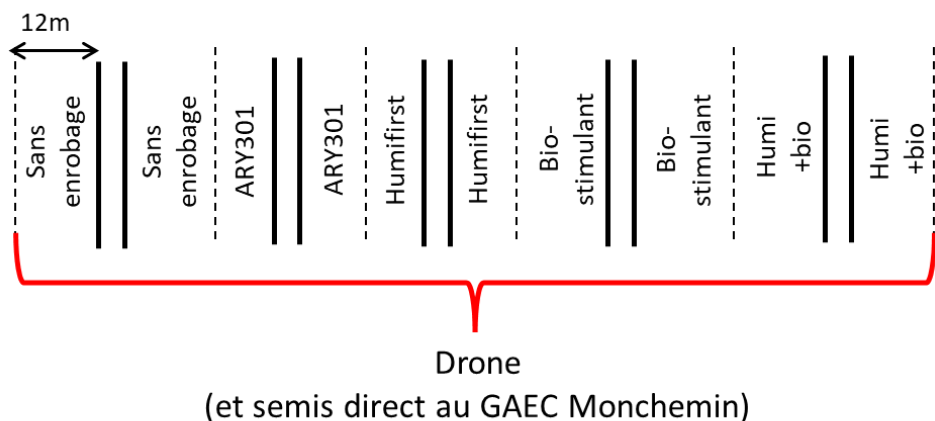 12m
Sans
enrobage
Sans
enrobage
ARY301
ARY301
Humifirst
Humifirst
Bio-
stimulant
Bio-
stimulant
Humi
+bio
Humi
+bio
Drone
(et semis direct au GAEC Monchemin)